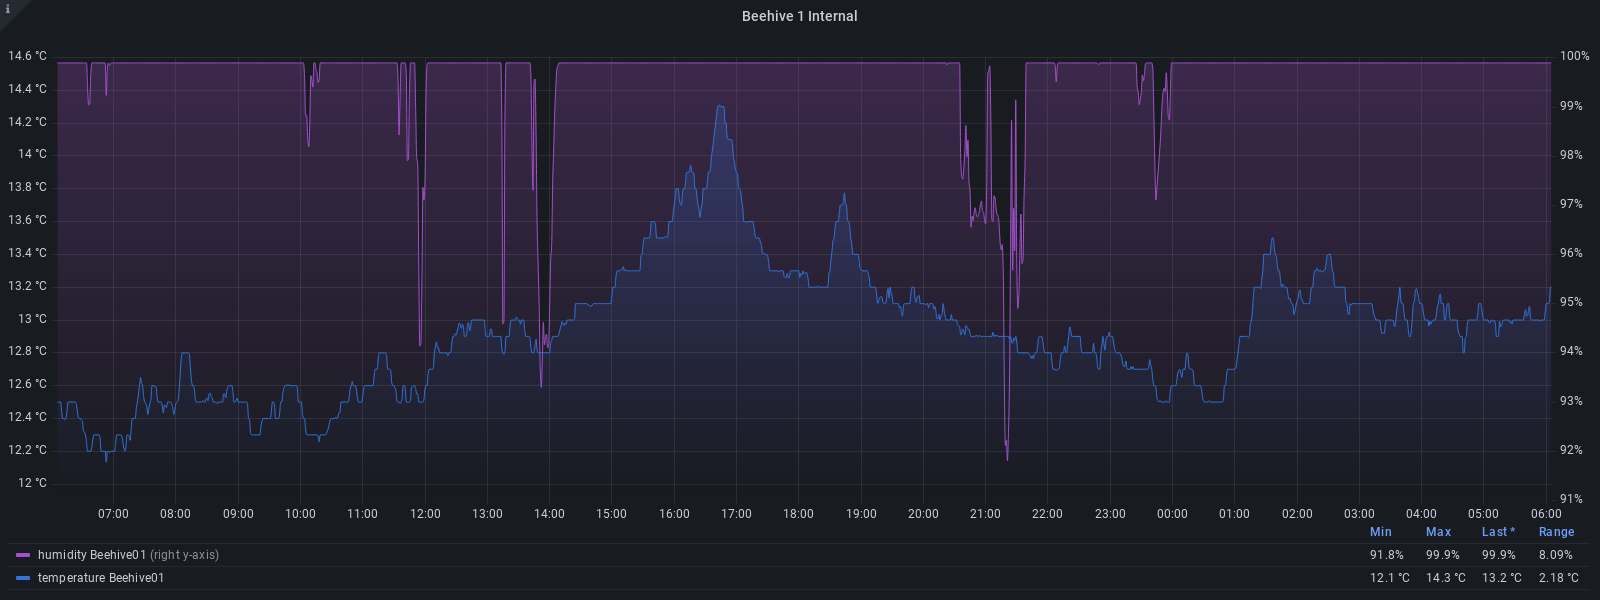 i
Beehive 1 Internal
14.6 °C
14.4 °C
14.2 °C
14 °C
13.8 °C
13.6 °C
13.4 °C
13.2 °C
13 °C
12.8 °C
12.6 °C
12.4 °C
12.2 °C
12 °C
100%
99%
98%
97%
96%
95%
94%
93%
92%
91%
07:00 08:00 09:00 10:00 11:00 12:00 13:00 14:00 15:00 16:00 17:00 18:00 19:00 20:00 21:00 22:00 23:00 00:00 01:00 02:00 03:00 04:00 05:00 06:00
Min Max Last * Range
humidity Beehive01 (right y-axis) 91.8% 99.9% 99.9% 8.09%
temperature Beehive01 12.1 °C 14.3 °C 13.2 °C 2.18 °C